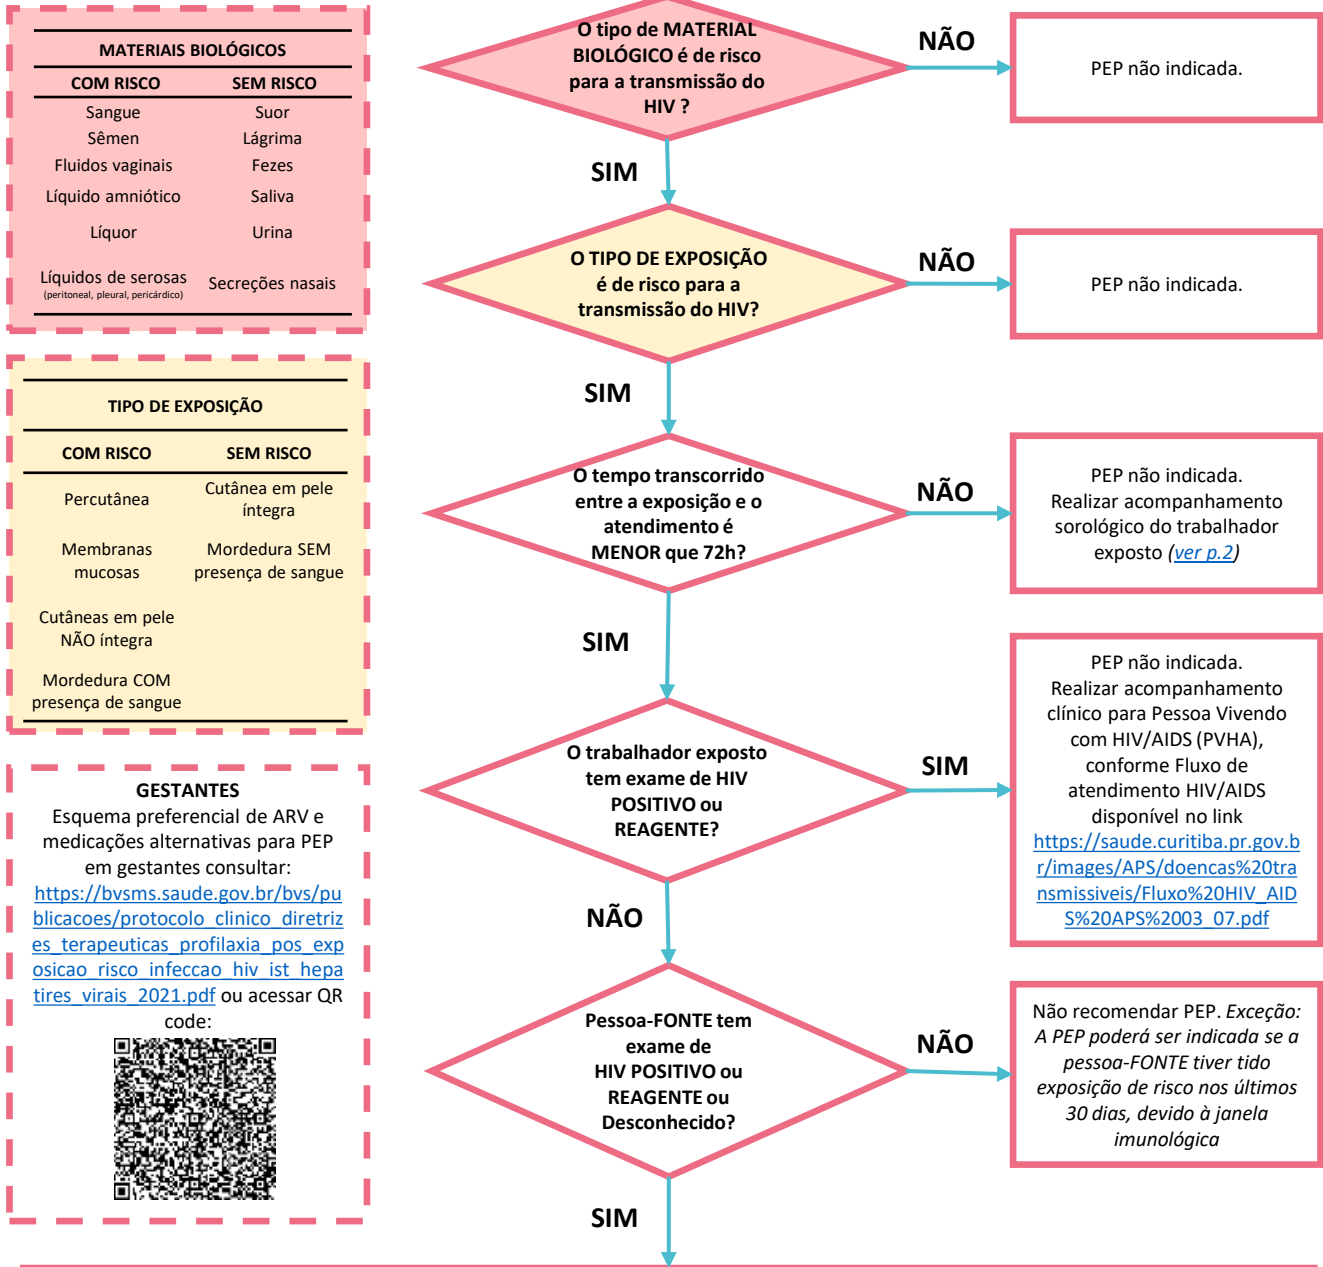 MATERIAIS BIOLÓGICOS
COM RISCO SEM RISCO
Sangue Suor
Sêmen Lágrima
Fluidos vaginais Fezes
Líquido amniótico Saliva
Líquor Urina
Líquidos de serosas Secreções nasais
(peritoneal, pleural, pericárdico)
TIPO DE EXPOSIÇÃO
COM RISCO SEM RISCO
Percutânea Cutânea em pele
íntegra
Membranas Mordedura SEM
mucosas presença de sangue
Cutâneas em pele
NÃO íntegra
Mordedura COM
presença de sangue
GESTANTES
Esquema preferencial de ARV e
medicações alternativas para PEP
em gestantes consultar:
https://bvsms.saude.gov.br/bvs/pu
blicacoes/protocolo_clinico_diretriz
es_terapeuticas_profilaxia_pos_exp
osicao_risco_infeccao_hiv_ist_hepa
tires_virais_2021.pdf ou acessar QR
code:
O tipo de MATERIAL
BIOLÓGICO é de risco
para a transmissão do
HIV ?
NÃO
PEP não indicada.
SIM
O TIPO DE EXPOSIÇÃO
é de risco para a
transmissão do HIV?
NÃO
PEP não indicada.
SIM
O tempo transcorrido
entre a exposição e o
atendimento é
MENOR que 72h?
NÃO
PEP não indicada.
Realizar acompanhamento
sorológico do trabalhador
exposto (ver p.2)
SIM
O trabalhador exposto
tem exame de HIV
POSITIVO ou
REAGENTE?
SIM
PEP não indicada.
Realizar acompanhamento
clínico para Pessoa Vivendo
com HIV/AIDS (PVHA),
conforme Fluxo de
atendimento HIV/AIDS
disponível no link
https://saude.curitiba.pr.gov.b
r/images/APS/doencas%20tra
nsmissiveis/Fluxo%20HIV_AID
S%20APS%2003_07.pdf
NÃO
Pessoa-FONTE tem
exame de
HIV POSITIVO ou
REAGENTE ou
Desconhecido?
NÃO
Não recomendar PEP. Exceção:
A PEP poderá ser indicada se a
pessoa-FONTE tiver tido
exposição de risco nos últimos
30 dias, devido à janela
imunológica
SIM